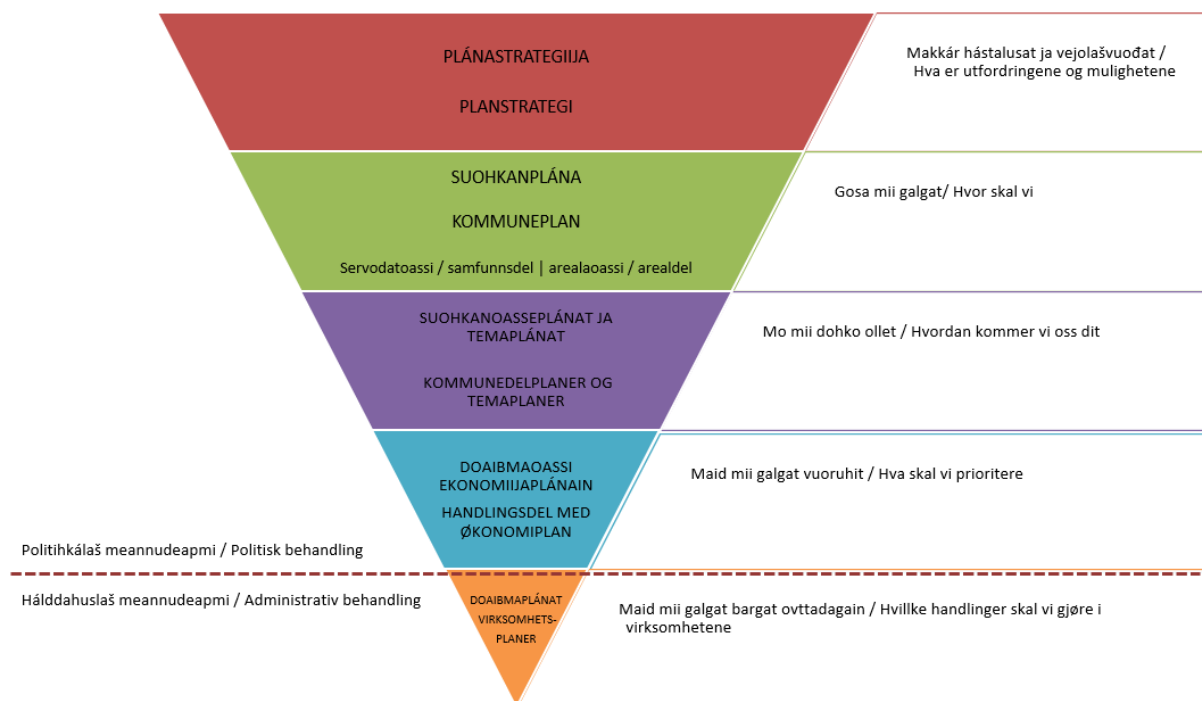 PLÁNASTRATEGIIJA
PLANSTRATEGI
Makkár hástalusat ja vejolašvuođat /
Hva er utfordringene og mulighetene
SUOHKANPLÁNA
KOMMUNEPLAN
Servodatoassi / samfunnsdel | arealaoassi / arealdel
Gosa mii galgat/ Hvor skal vi
SUOHKANOASSEPLÁNAT JA
TEMAPLÁNAT
KOMMUNEDELPLANER OG
TEMAPLANER
Mo mii dohko ollet / Hvordan kommer vi oss dit
DOAIBMAOASSI
EKONOMIIJAPLÁNAIN
HANDLINGSDEL MED
ØKONOMIPLAN
Maid mii galgat vuoruhit / Hva skal vi prioritere
Politihkálaš meannudeapmi / Politisk behandling
Hálddahuslaš meannudeapmi / Administrativ behandling
DOAIBMAPLÁNAT
VIRKSOMHETS-
PLANER
Maid mii galgat bargat ovttadagain / Hvillke handlinger skal vi gjøre i
virksomhetene